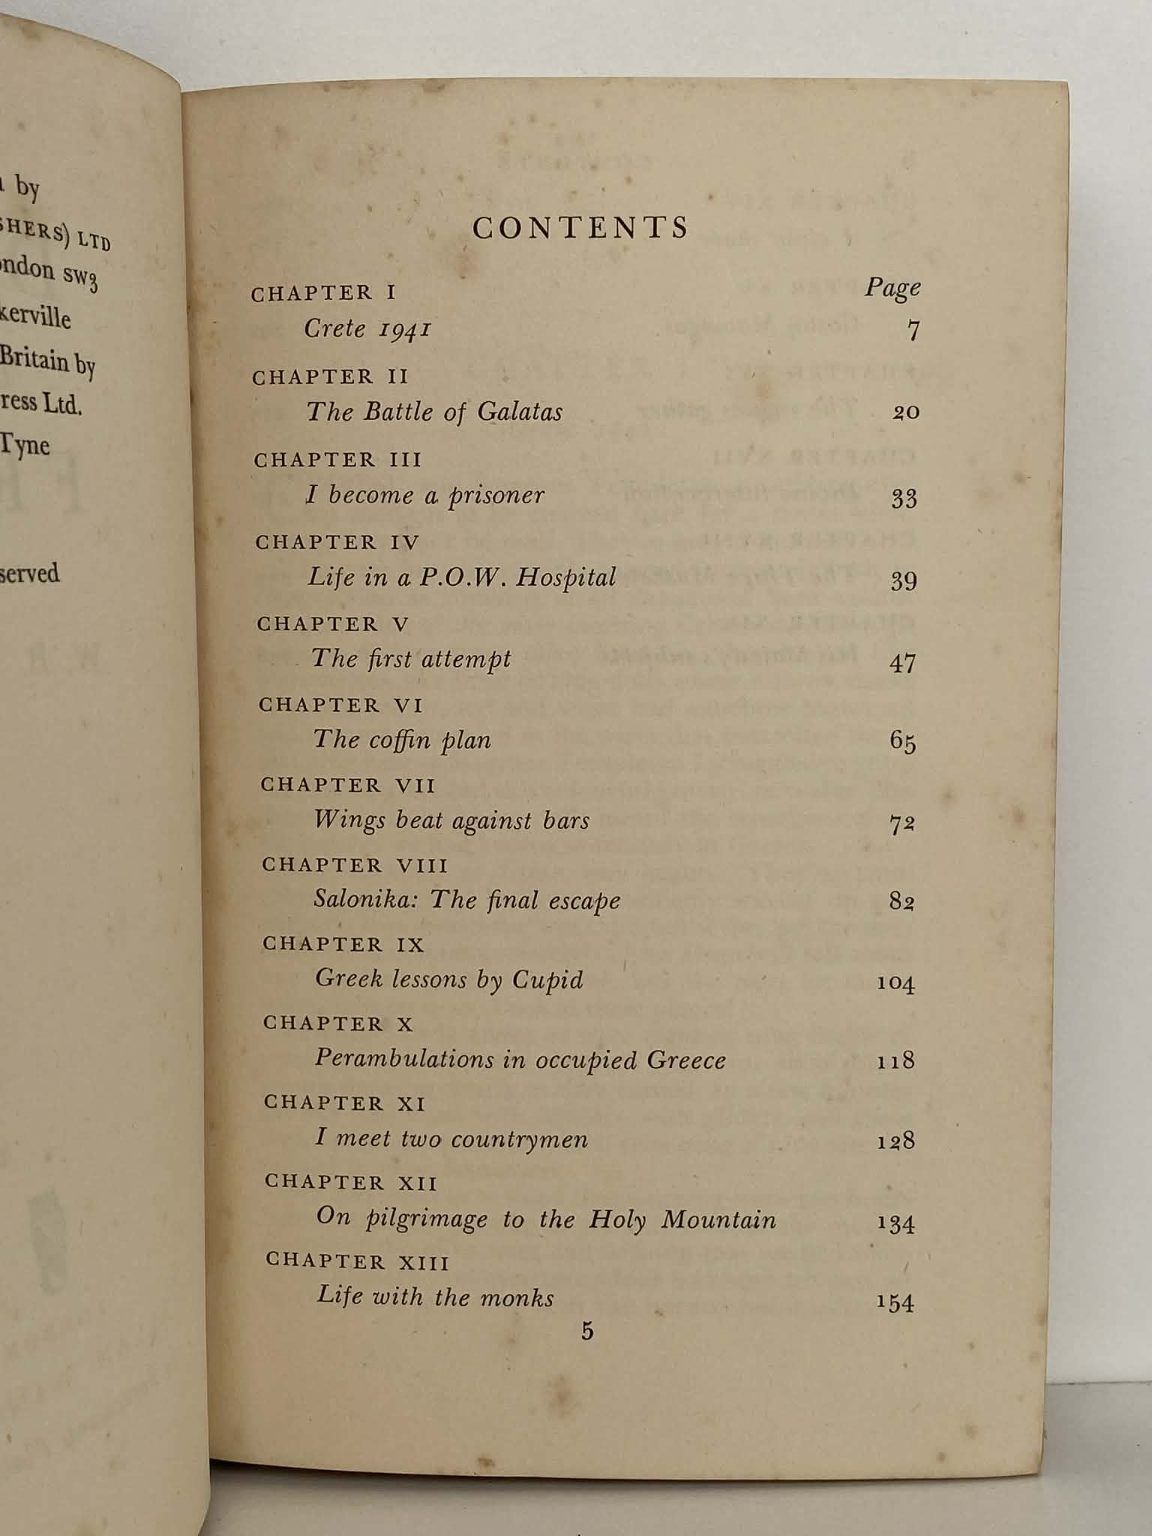 by
SHERS) LTD
ondon sw3
kerville
Britain by
ress Ltd.
Tyne
served
CONTENTS
CHAPTER I Page
Crete 1941 7
CHAPTER II
The Battle of Galatas 20
CHAPTER III
I become a prisoner 33
CHAPTER IV
Life in a P.O.W. Hospital 39
CHAPTER V
The first attempt 47
CHAPTER VI
The coffin plan 65
CHAPTER VII
Wings beat against bars 72
CHAPTER VIII
Salonika: The final escape 82
CHAPTER IX
Greek lessons by Cupid 104
CHAPTER X
Perambulations in occupied Greece 118
CHAPTER XI
I meet two countrymen 128
CHAPTER XII
On pilgrimage to the Holy Mountain 134
CHAPTER XIII
Life with the monks 154
5